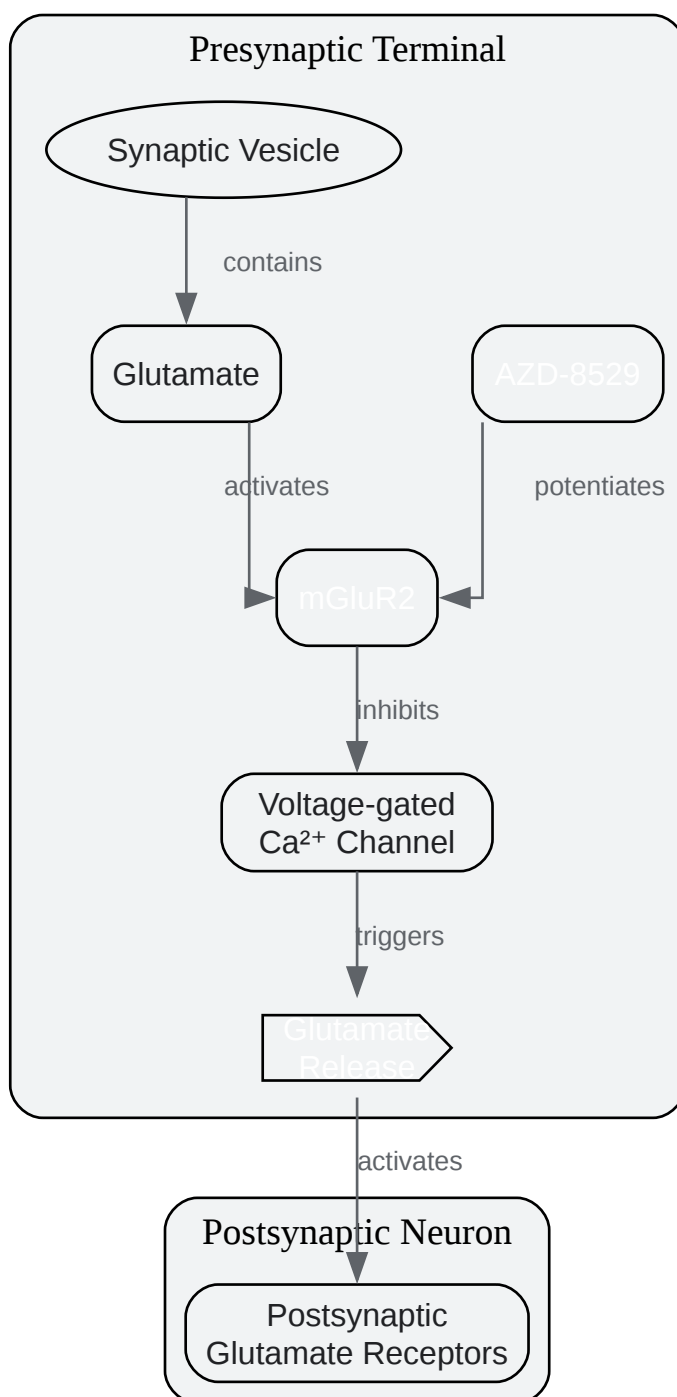 Presynaptic Terminal
Synaptic Vesicle
contains
Glutamate
AZD-8529
activates
potentiates
mGluR2
inhibits
Voltage-gated
Ca²⁺ Channel
triggers
Glutamate
Release
activates
Postsynaptic Neuron
Postsynaptic
Glutamate Receptors